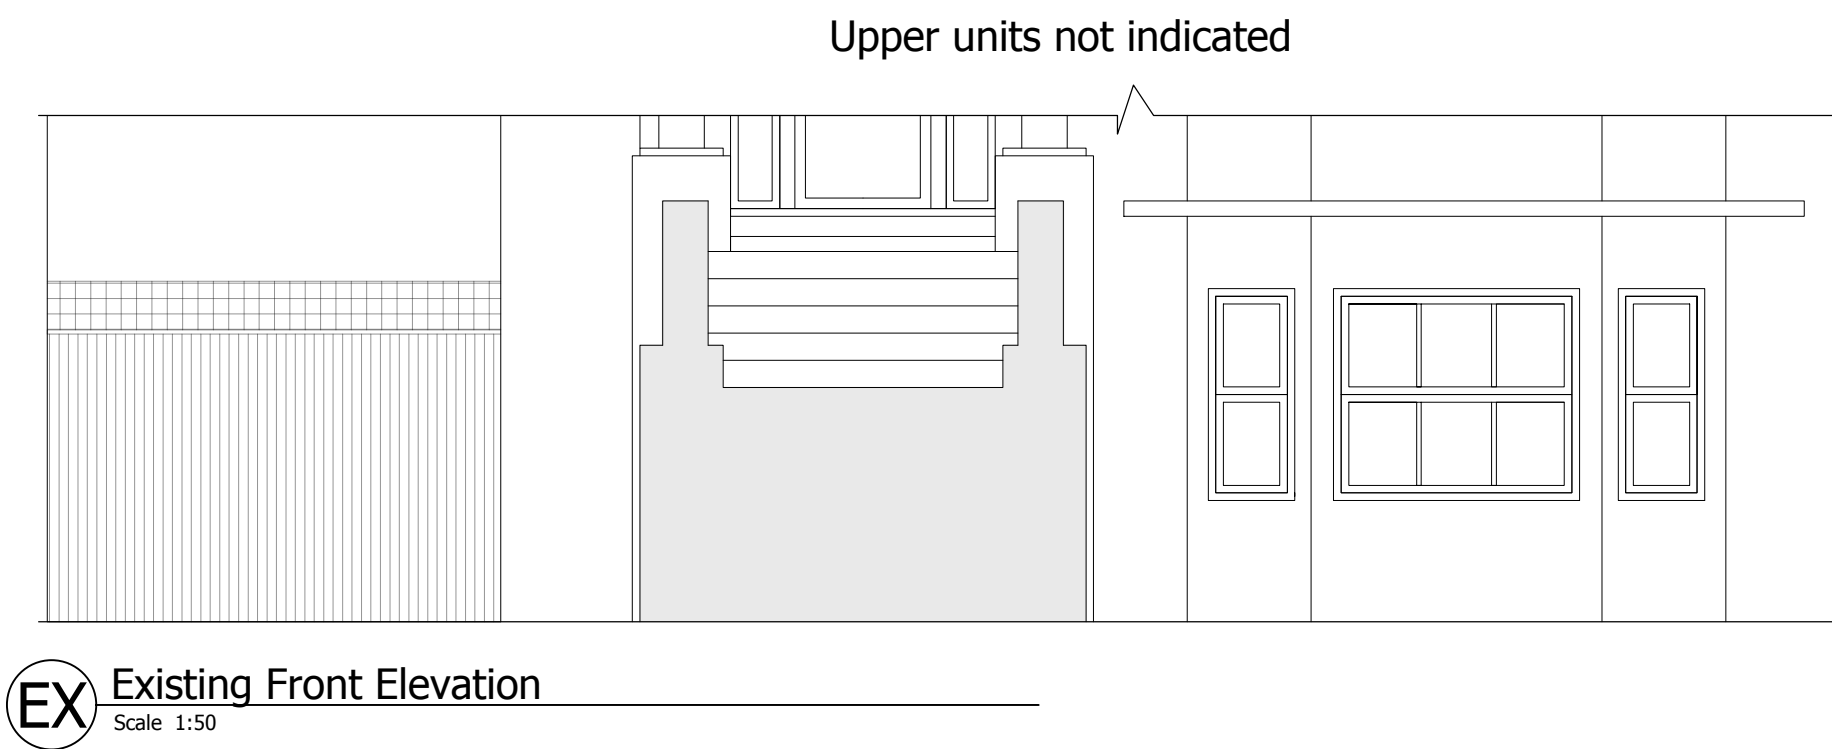 Upper units not indicated
EX
Existing Front Elevation
Scale 1:50